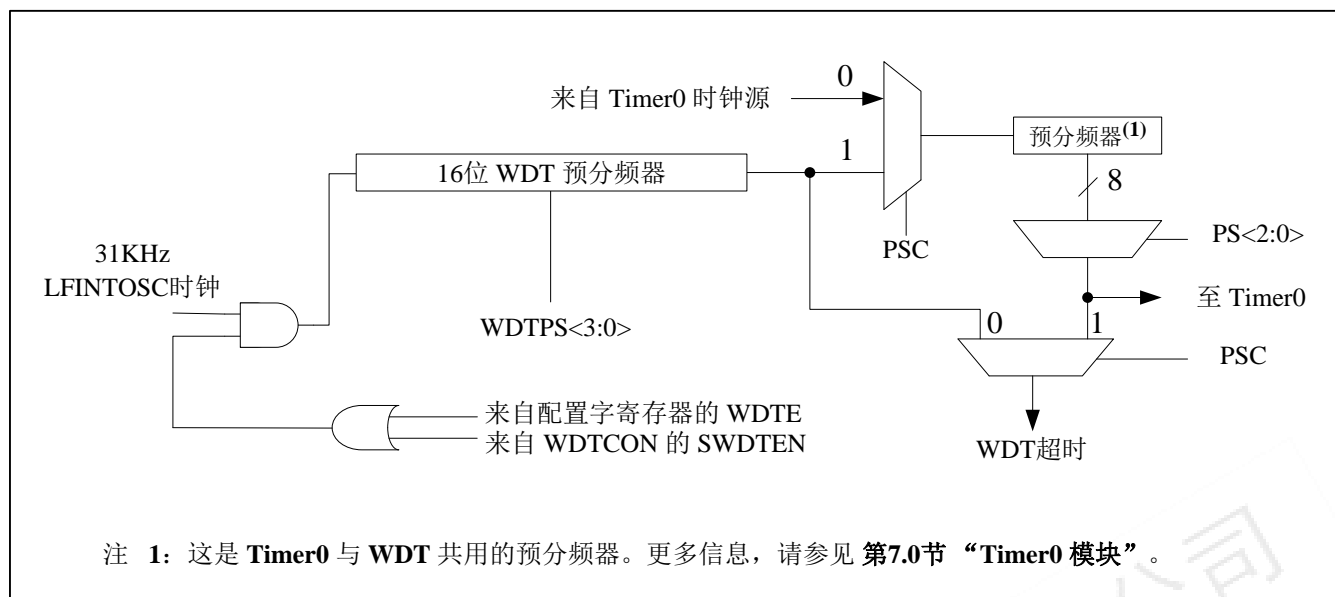 0
来自 Timer0 时钟源
预分频器(1)
1
16位 WDT 预分频器
8
PSC
PS<2:0>
31KHz
LFINTOSC时钟
至 Timer0
WDTPS<3:0>
0
1
PSC
来自配置字寄存器的 WDTE
来自 WDTCON 的 SWDTEN
WDT超时
注 1：这是 Timer0 与 WDT 共用的预分频器。更多信息，请参见 第7.0节 “Timer0 模块”。
公司